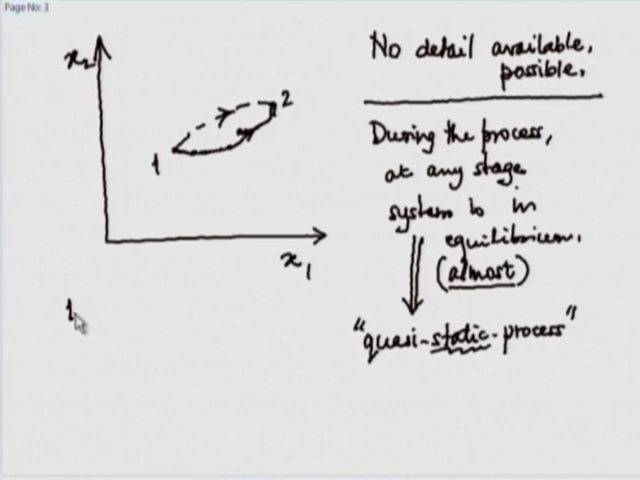 Page No: 3
x₂
1
2
x₁
1
No detail available,
possible.
During the process,
at any stage
system is in
equilibrium.
(almost)
"quasi-static-process"